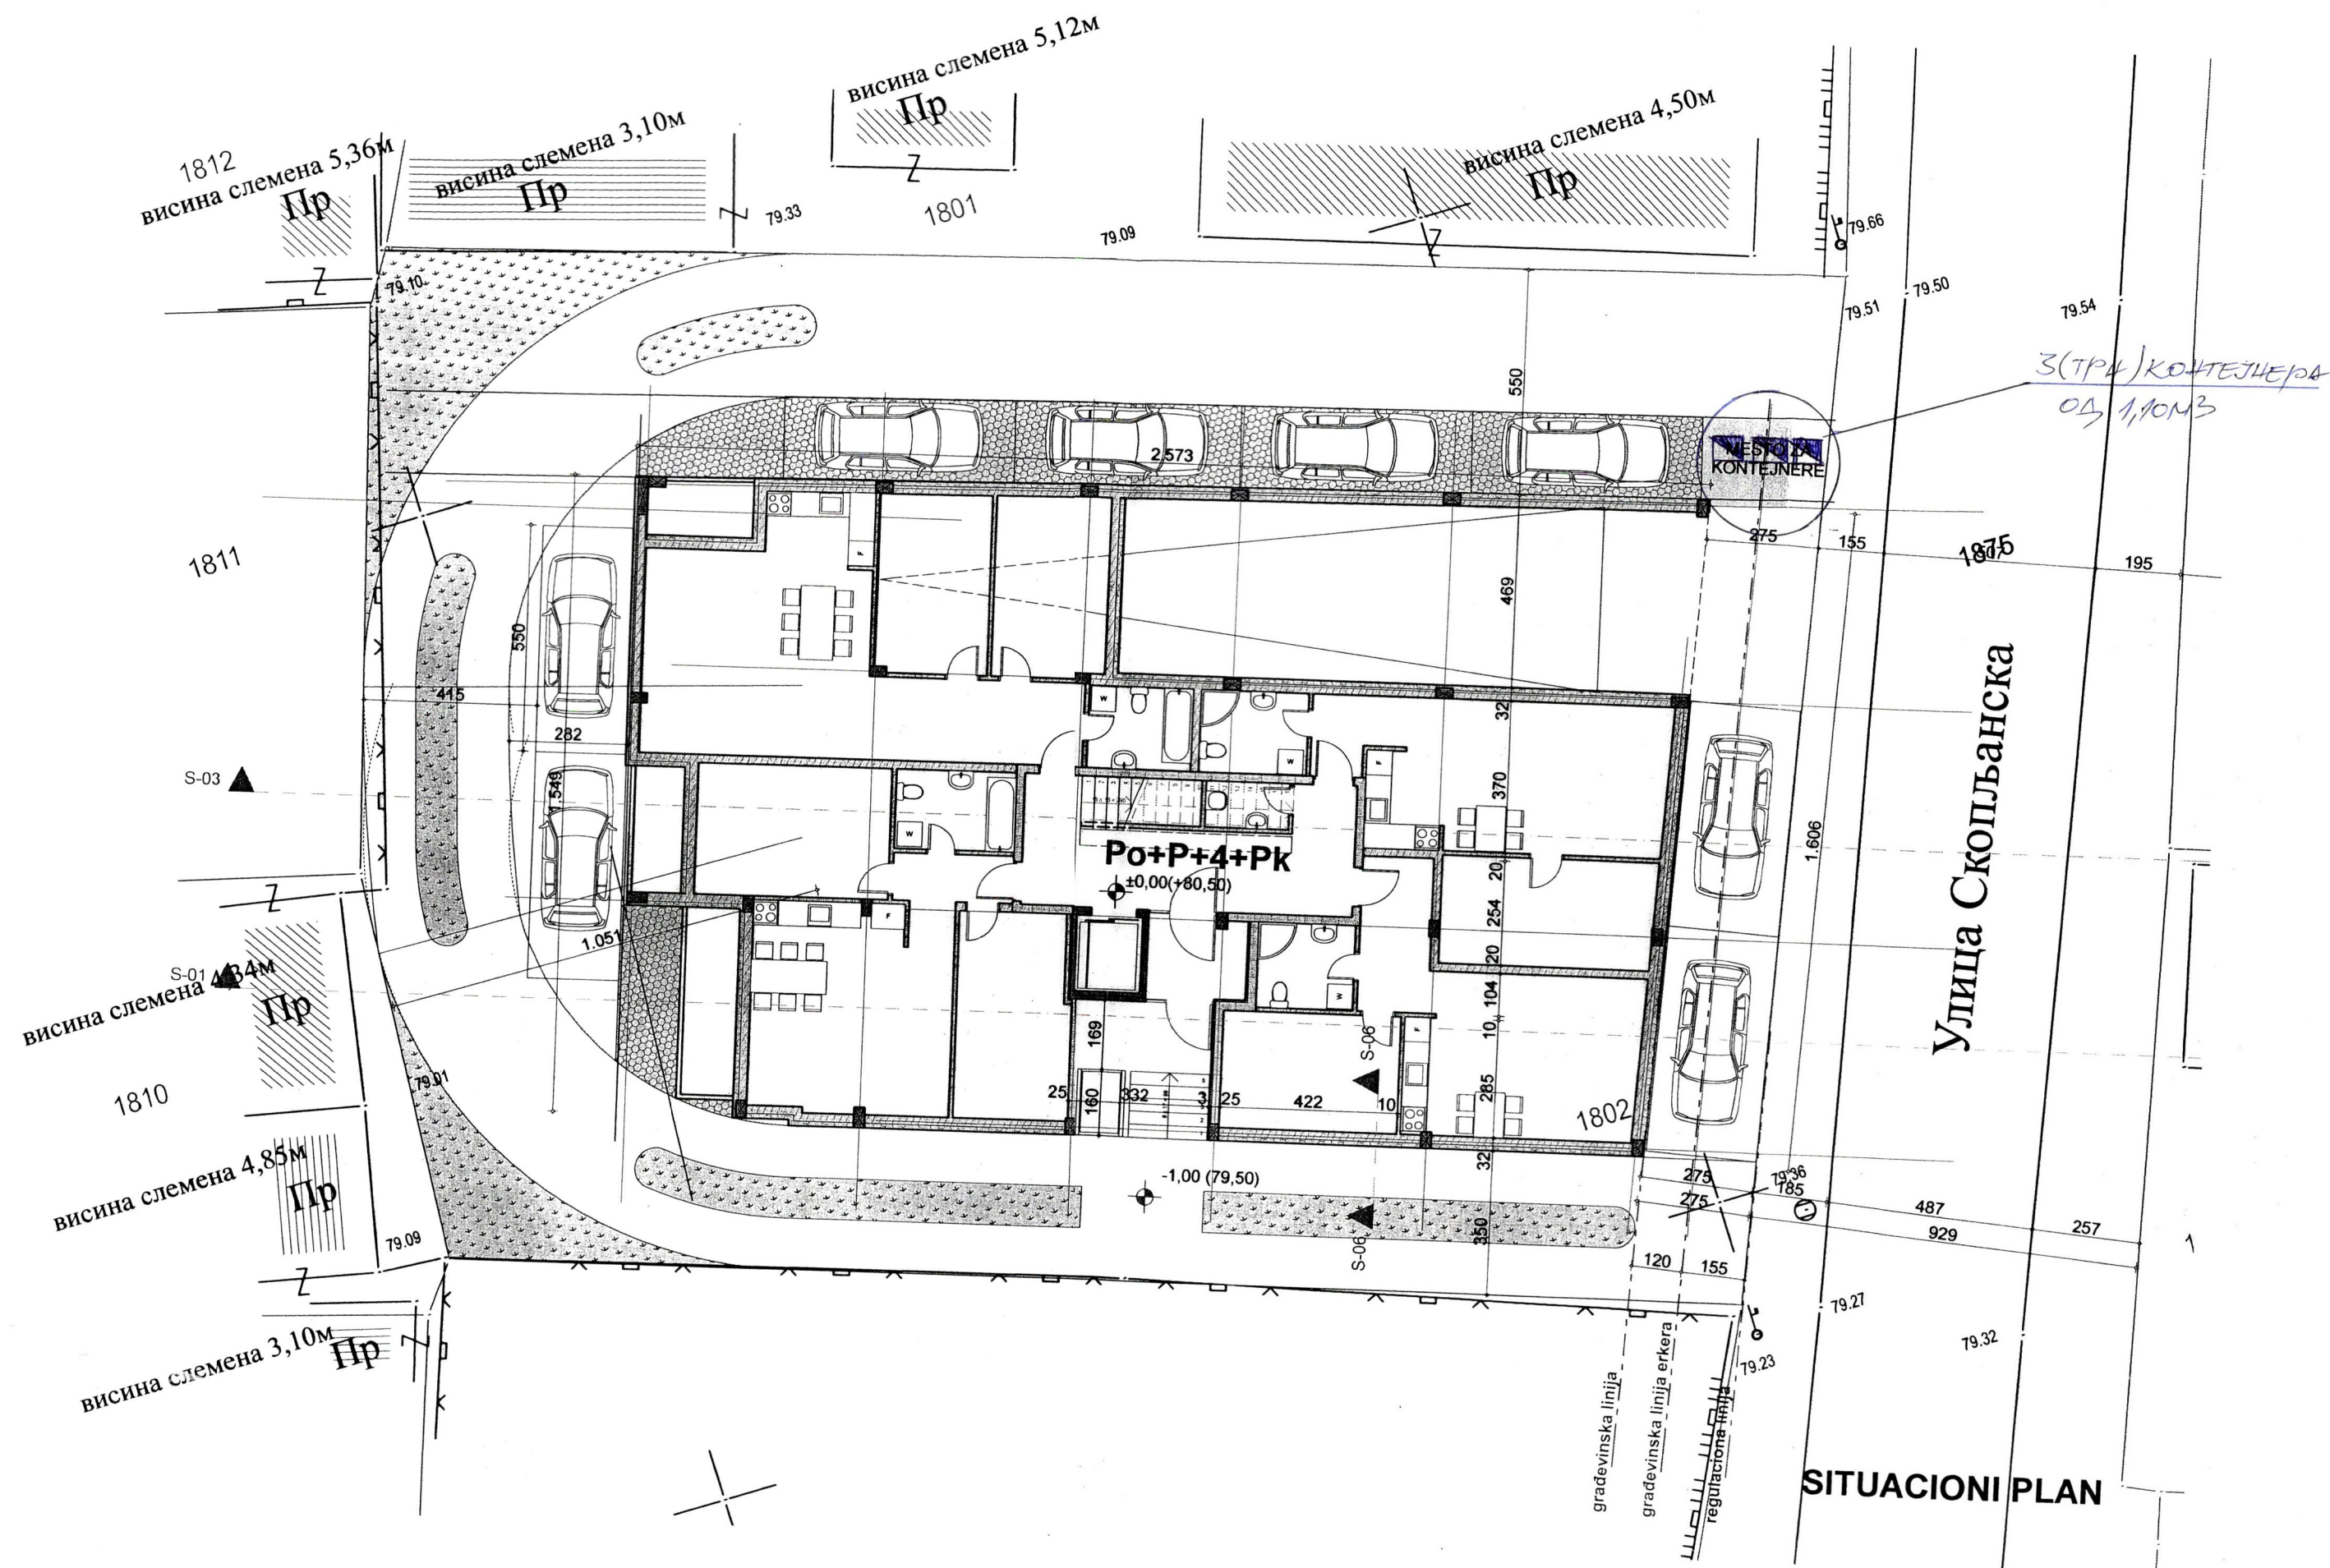 висина слемена 5,12м
Пр
1812
висина слемена 5,36м
Пр
висина слемена 3,10м
Пр
висина слемена 4,50м
Пр
79.33
1801
79.09
79.66
79.10
79.51
79.50
79.54
3(ТРИ) КОНТЕЈНЕРА
ОД 1,10М3
550
2.573
MESTO ZA
KONTEJNERE
275
155
195
1811
469
550
415
282
32
S-03
1.549
370
1.606
Улица Скопљанска
Po+P+4+Pk
±0,00(+80,50)
20
254
20
1.051
S-01
Пр
104
10
169
S-06
285
79.01
1810
25
160
332
25
422
10
1802
32
висина слемена 4,85м
Пр
-1,00 (79,50)
275
79.36
185
275
487
929
257
350
S-06
79.09
120
155
79.27
79.32
79.23
висина слемена 3,10м
Пр
građevinska linija
građevinska linija erkera
regulaciona linija
SITUACIONI PLAN
F
F
F
F
F
W
W
W
W